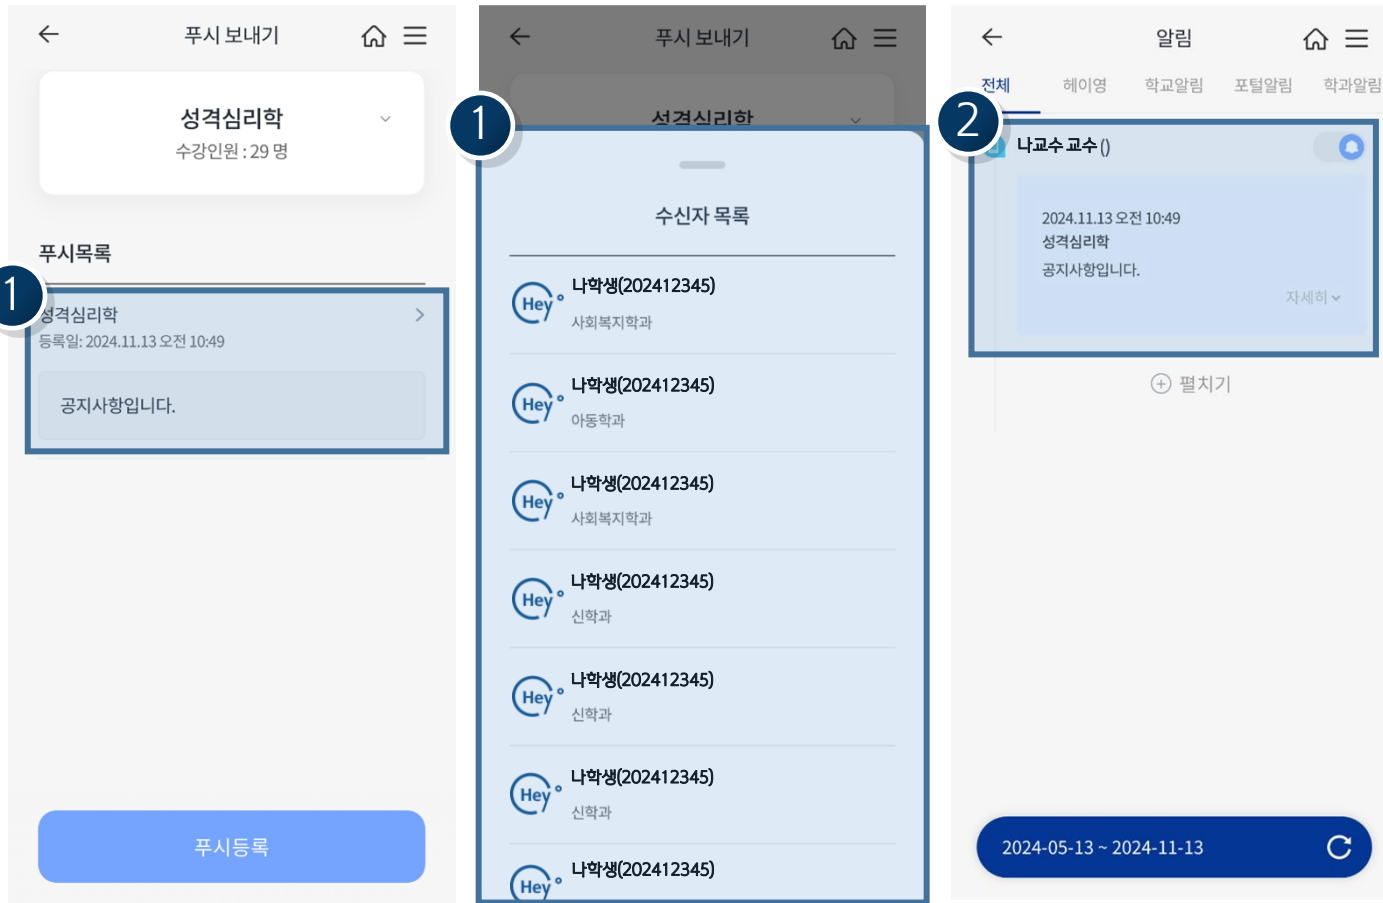 푸시 보내기
성격심리학
수강인원 : 29 명
푸시목록
1
성격심리학
등록일: 2024.11.13 오전 10:49
공지사항입니다.
푸시등록
푸시 보내기
성격심리학
1
수신자 목록
Hey
나학생(202412345)
사회복지학과
Hey
나학생(202412345)
아동학과
Hey
나학생(202412345)
사회복지학과
Hey
나학생(202412345)
신학과
Hey
나학생(202412345)
신학과
Hey
나학생(202412345)
신학과
Hey
나학생(202412345)
알림
전체 헤이영 학교알림 포털알림 학과알림
2
나교수 교수 ()
2024.11.13 오전 10:49
성격심리학
공지사항입니다.
자세히
펼치기
2024-05-13 ~ 2024-11-13